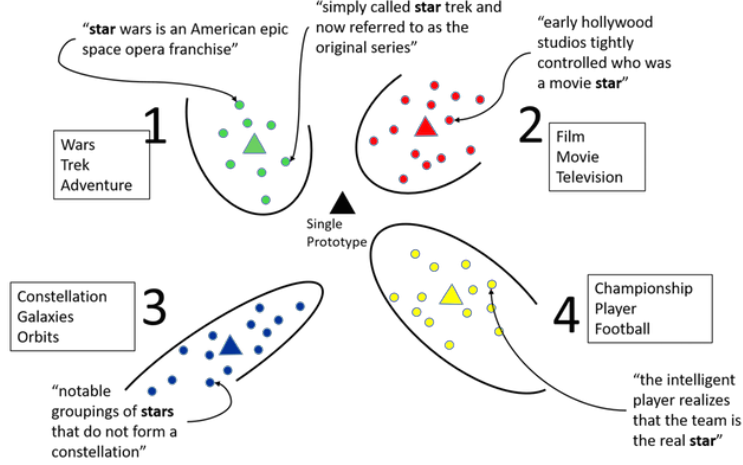 “star wars is an American epic
space opera franchise”
“simply called star trek and
now referred to as the
original series”
“early hollywood
studios tightly
controlled who was
a movie star”
1
Wars
Trek
Adventure
2
Film
Movie
Television
Single
Prototype
3
Constellation
Galaxies
Orbits
4
Championship
Player
Football
“notable
groupings of stars
that do not form a
constellation”
“the intelligent
player realizes
that the team is
the real star”